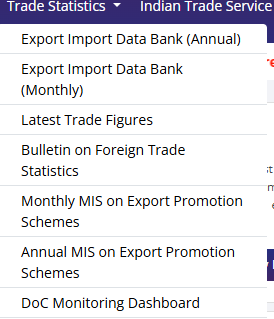 Trade Statistics Indian Trade Service
Export Import Data Bank (Annual)
Export Import Data Bank
(Monthly)
Latest Trade Figures
Bulletin on Foreign Trade
Statistics
Monthly MIS on Export Promotion
Schemes
Annual MIS on Export Promotion
Schemes
DoC Monitoring Dashboard